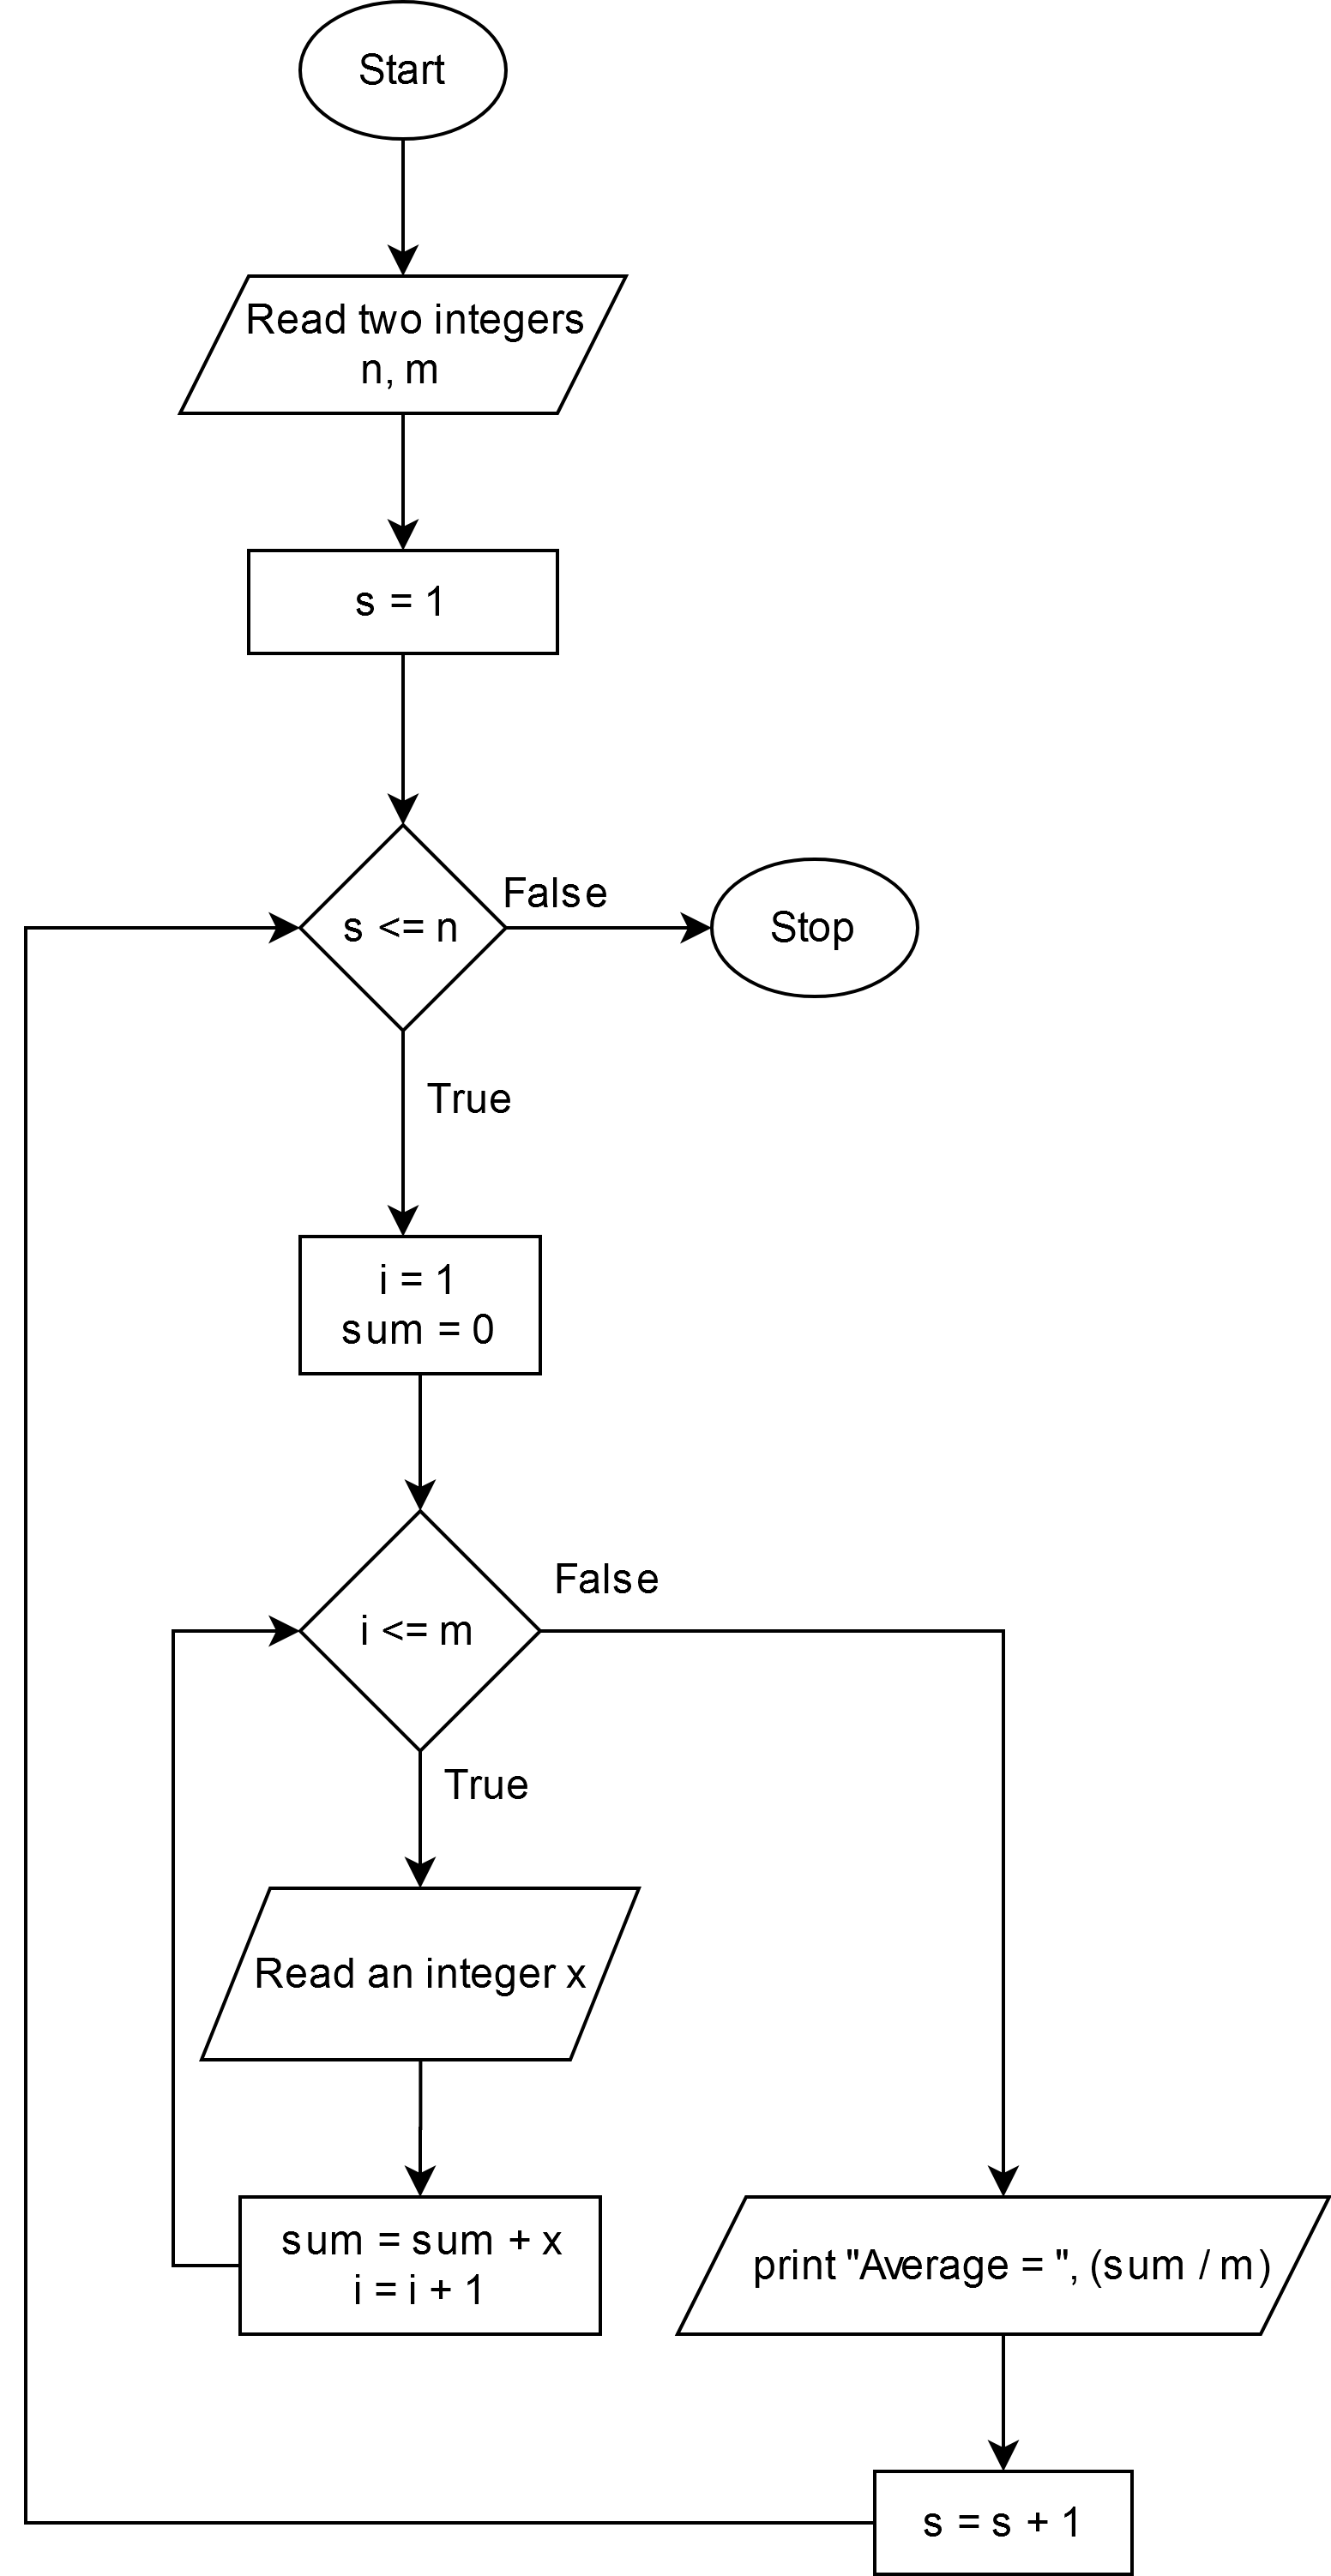 Start
Read two integers
n, m
s = 1
s <= n
False
Stop
True
i = 1
sum = 0
False
i <= m
True
Read an integer x
sum = sum + x
i = i + 1
print "Average = ", (sum / m)
s = s + 1